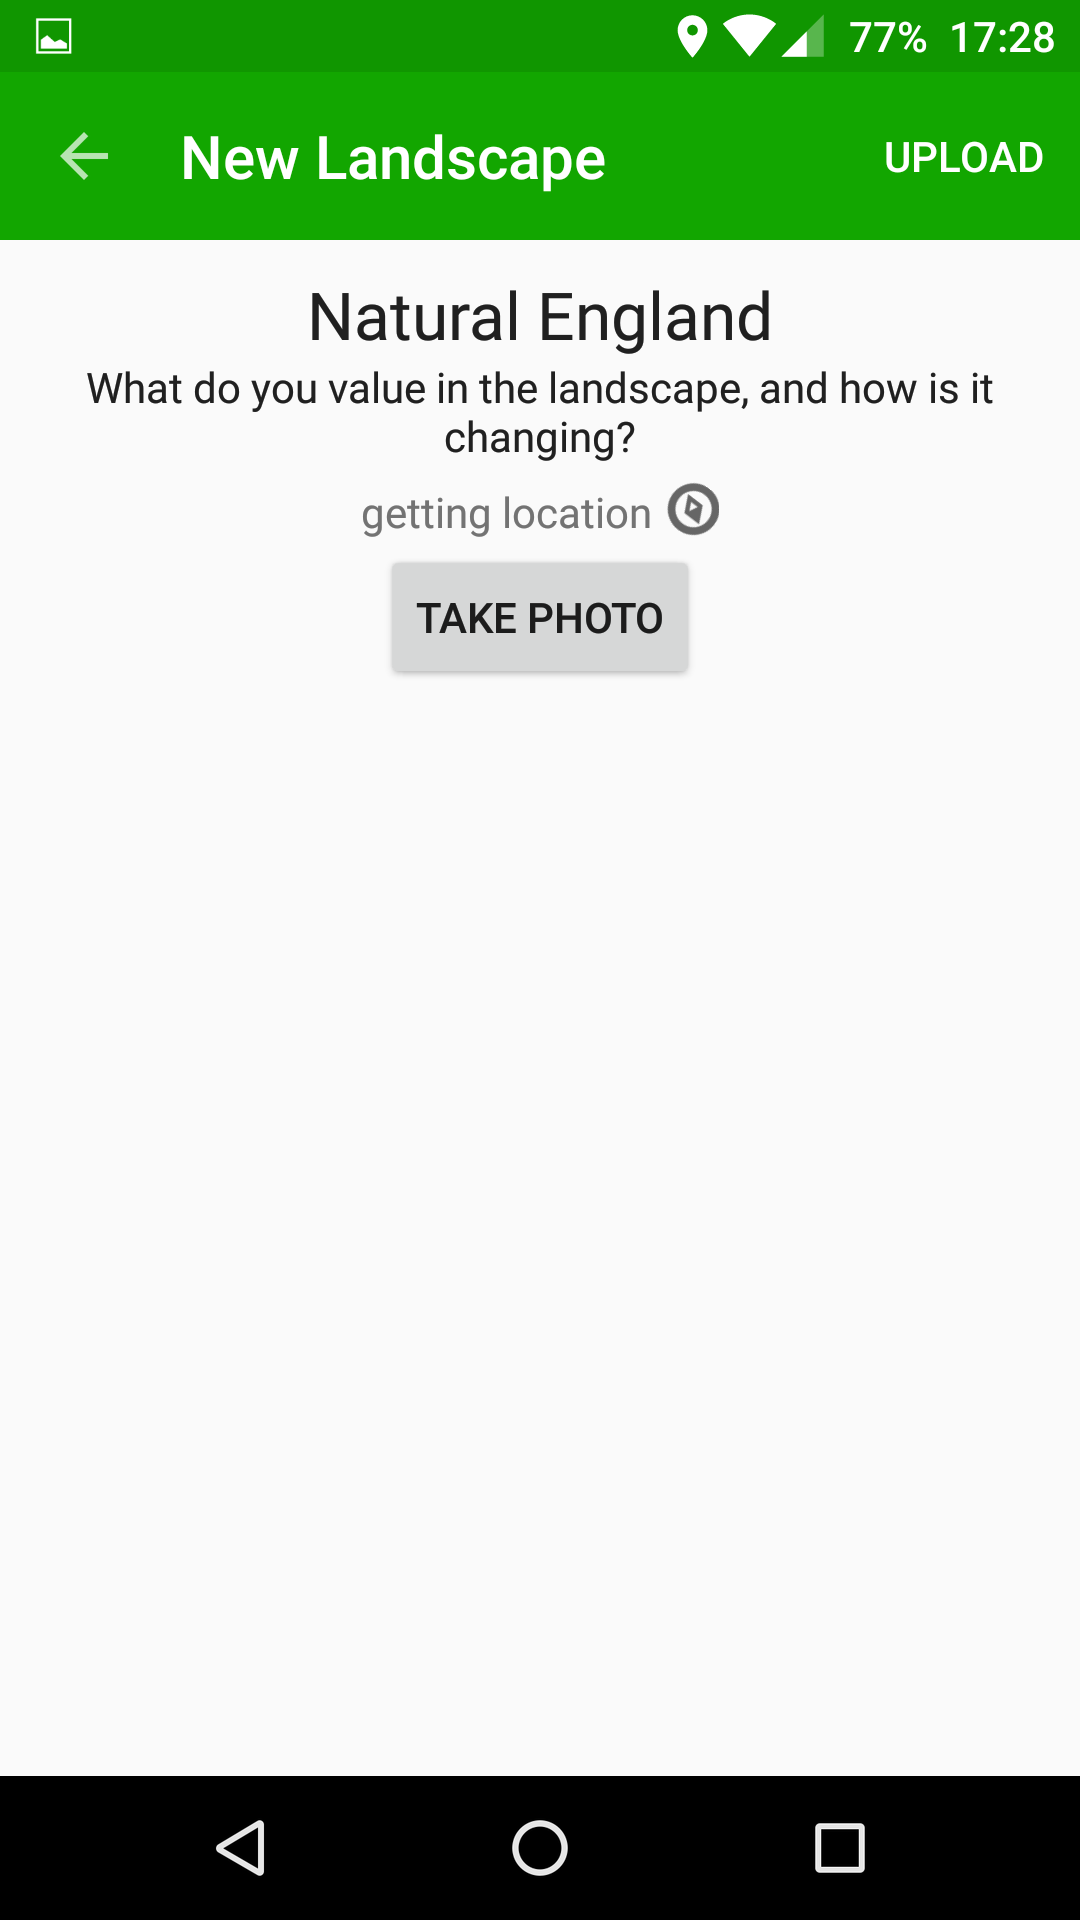 77% 17:28
New Landscape UPLOAD
Natural England
What do you value in the landscape, and how is it
changing?
getting location
TAKE PHOTO